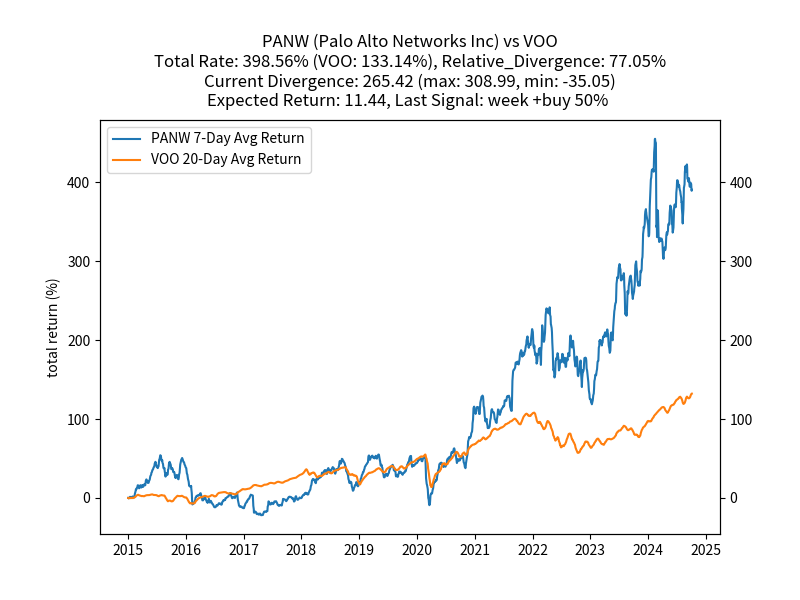 PANW (Palo Alto Networks Inc) vs VOO
Total Rate: 398.56% (VOO: 133.14%), Relative_Divergence: 77.05%
Current Divergence: 265.42 (max: 308.99, min: -35.05)
Expected Return: 11.44, Last Signal: week +buy 50%
PANW 7-Day Avg Return
VOO 20-Day Avg Return
total return (%)
400
300
200
100
0
400
300
200
100
0
2015 2016 2017 2018 2019 2020 2021 2022 2023 2024 2025